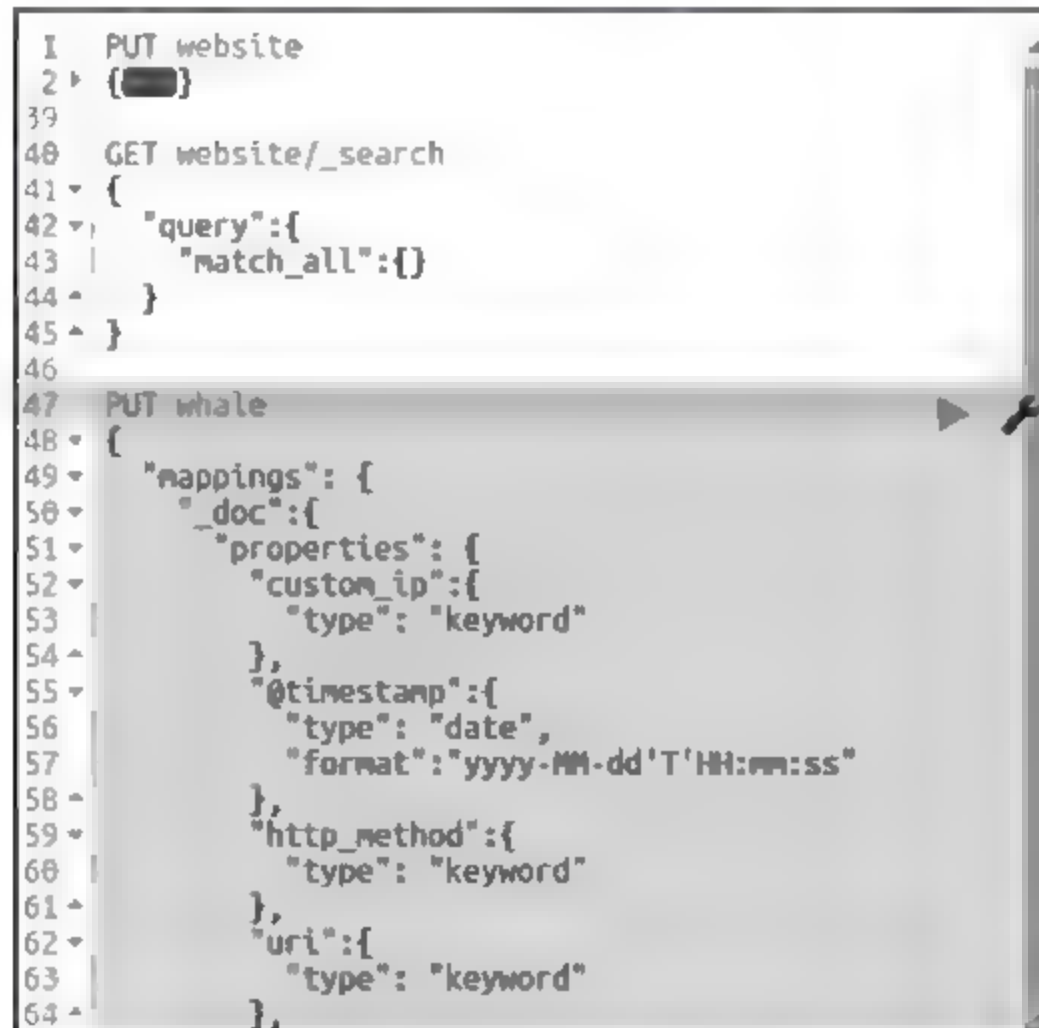 1 PUT website
2 {}
39
40 GET website/_search
41 {
42 "query":{
43 "match_all":{}
44 }
45 }
46
47 PUT whale
48 {
49 "mappings": {
50 "_doc":{
51 "properties": {
52 "custom_ip":{
53 "type": "keyword"
54 },
55 "@timestamp":{
56 "type": "date",
57 "format":"yyyy-MM-dd'T'HH:mm:ss"
58 },
59 "http_method":{
60 "type": "keyword"
61 },
62 "uri":{
63 "type": "keyword"
64 },